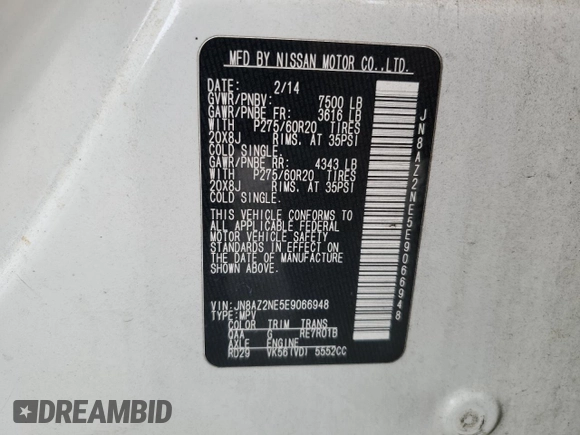 MFD BY NISSAN MOTOR CO.,LTD.
DATE: 2/14
GVWR/PNBV: 7500 LB
GAWR/PNBE FR: 3616 LB
WITH P275/60R20 TIRES
20X8J RIMS, AT 35PSI
COLD SINGLE.
GAWR/PNBE RR: 4343 LB
WITH P275/60R20 TIRES
20X8J RIMS, AT 35PSI
COLD SINGLE.
THIS VEHICLE CONFORMS TO
ALL APPLICABLE FEDERAL
MOTOR VEHICLE SAFETY
STANDARDS IN EFFECT ON
THE DATE OF MANUFACTURE
SHOWN ABOVE.
VIN:JN8AZ2NE5E9066948
TYPE:MPV
COLOR TRIM TRANS
QAA G RE7R01B
AXLE ENGINE
RD29 VK56(VD) 5552CC
JN8AZ2NE5E9066948
DREAMBID